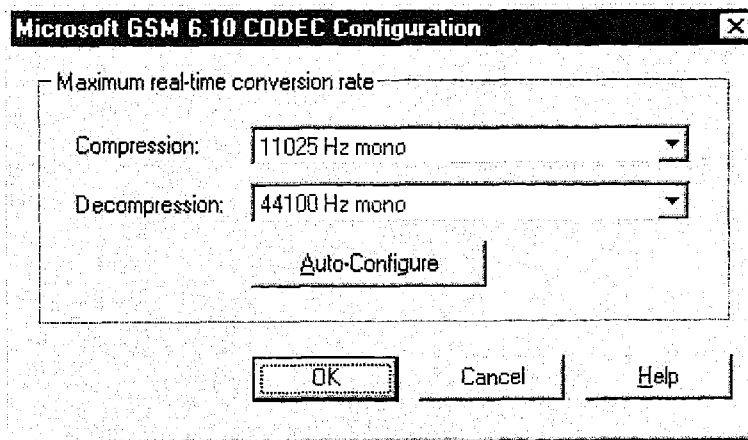 Microsoft GSM 6.10 CODEC Configuration
Maximum real-time conversion rate
Compression: 11025 Hz mono
Decompression: 44100 Hz mono
Auto-Configure
OK Cancel Help